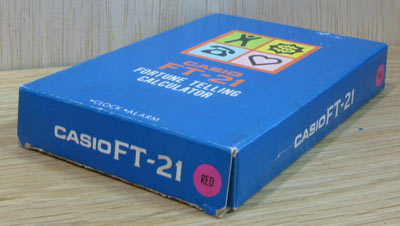 CASIO
FT-21
FORTUNE TELLING
CALCULATOR
•CLOCK •ALARM
CASIO FT-21
RED
CASIO FT-21